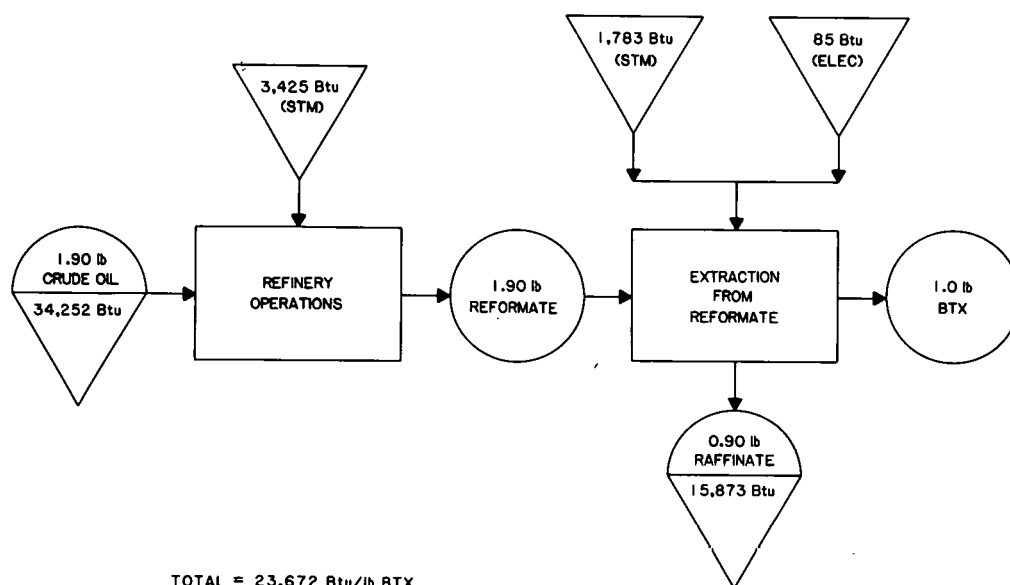 1,783 Btu
(STM)
85 Btu
(ELEC)
3,425 Btu
(STM)
1.90 lb
CRUDE OIL
34,252 Btu
REFINERY
OPERATIONS
1.90 lb
REFORMATE
EXTRACTION
FROM
REFORMATE
1.0 lb
BTX
0.90 lb
RAFFINATE
15,873 Btu
TOTAL = 23,672 Btu/lb BTX